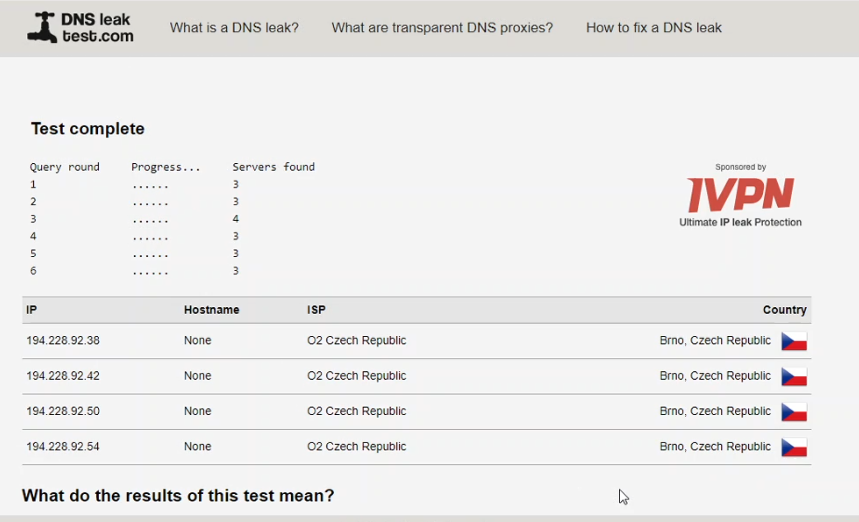 DNS leak
test.com
What is a DNS leak? What are transparent DNS proxies? How to fix a DNS leak
Test complete
Query round Progress... Servers found
1 ...... 3
2 ...... 3
3 ...... 4
4 ...... 3
5 ...... 3
6 ...... 3
Sponsored by
IVPN
Ultimate IP leak Protection
IP Hostname ISP Country
194.228.92.38 None O2 Czech Republic Brno, Czech Republic
194.228.92.42 None O2 Czech Republic Brno, Czech Republic
194.228.92.50 None O2 Czech Republic Brno, Czech Republic
194.228.92.54 None O2 Czech Republic Brno, Czech Republic
What do the results of this test mean?